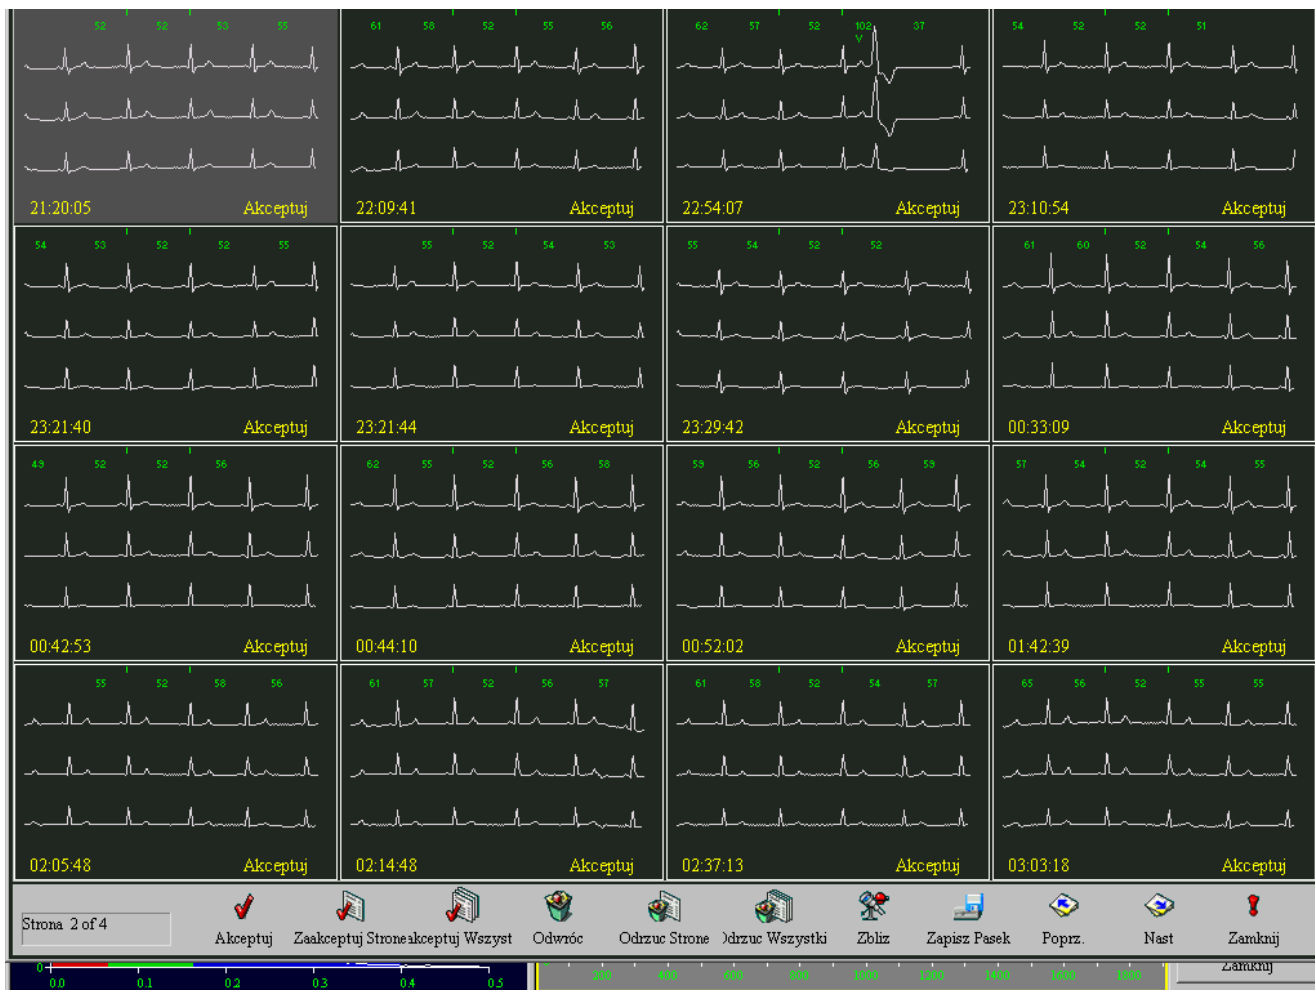 52 52 53 55
61 58 52 55 56
62 57 52 102 37
V
54 52 52 51
21:20:05 Akceptuj
22:09:41 Akceptuj
22:54:07 Akceptuj
23:10:54 Akceptuj
54 53 52 52 55
55 52 54 53
55 54 52 52
61 60 52 54 56
23:21:40 Akceptuj
23:21:44 Akceptuj
23:29:42 Akceptuj
00:33:09 Akceptuj
49 52 52 56
62 55 52 56 58
59 56 52 56 59
57 54 52 54 55
00:42:53 Akceptuj
00:44:10 Akceptuj
00:52:02 Akceptuj
01:42:39 Akceptuj
55 52 58 56
61 57 52 56 57
61 58 52 54 57
65 56 52 55 55
02:05:48 Akceptuj
02:14:48 Akceptuj
02:37:13 Akceptuj
03:03:18 Akceptuj
Strona 2 of 4
Akceptuj
Zaakceptuj Strone
akceptuj Wszyst
Odwróc
Odrzuc Strone
Odrzuc Wszystki
Zbliz
Zapisz Pasek
Poprz.
Nast
Zamknij
0
0.0 0.1 0.2 0.3 0.4 0.5
200 400 600 800 1000 1200 1400 1600 1800
Zamknij